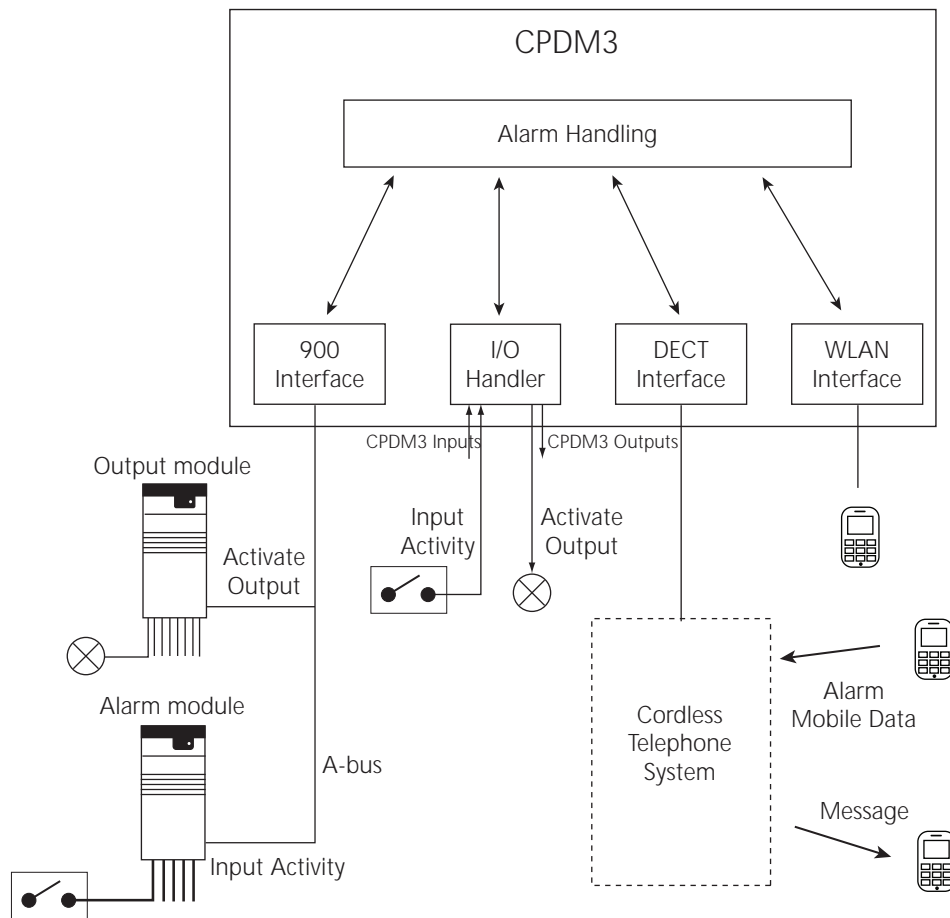 CPDM3
Alarm Handling
900
Interface
I/O
Handler
DECT
Interface
WLAN
Interface
CPDM3 Inputs
CPDM3 Outputs
Output module
Activate
Output
Input
Activity
Activate
Output
Alarm module
A-bus
Input Activity
Cordless
Telephone
System
Alarm
Mobile Data
Message